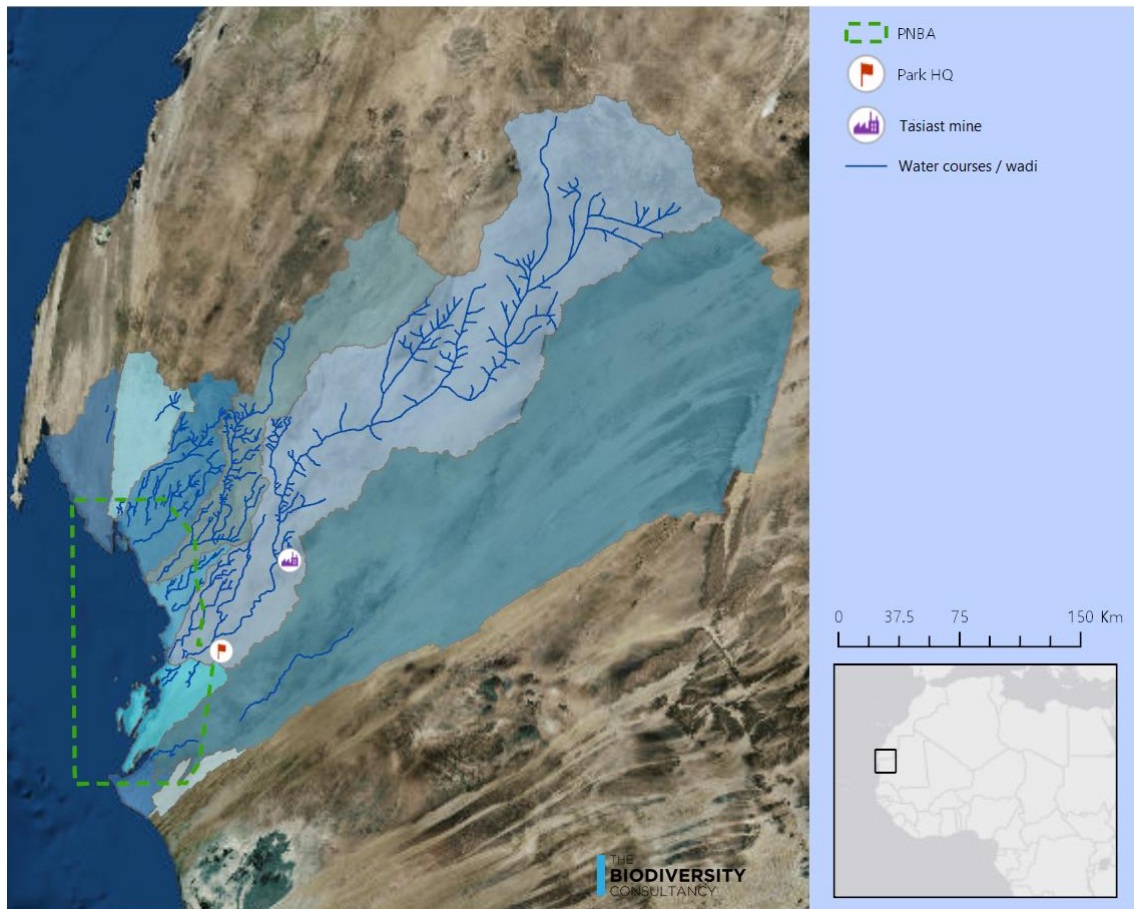 PNBA
Park HQ
Tasiast mine
Water courses / wadi
0 37.5 75 150 Km
THE
BIODIVERSITY
CONSULTANCY